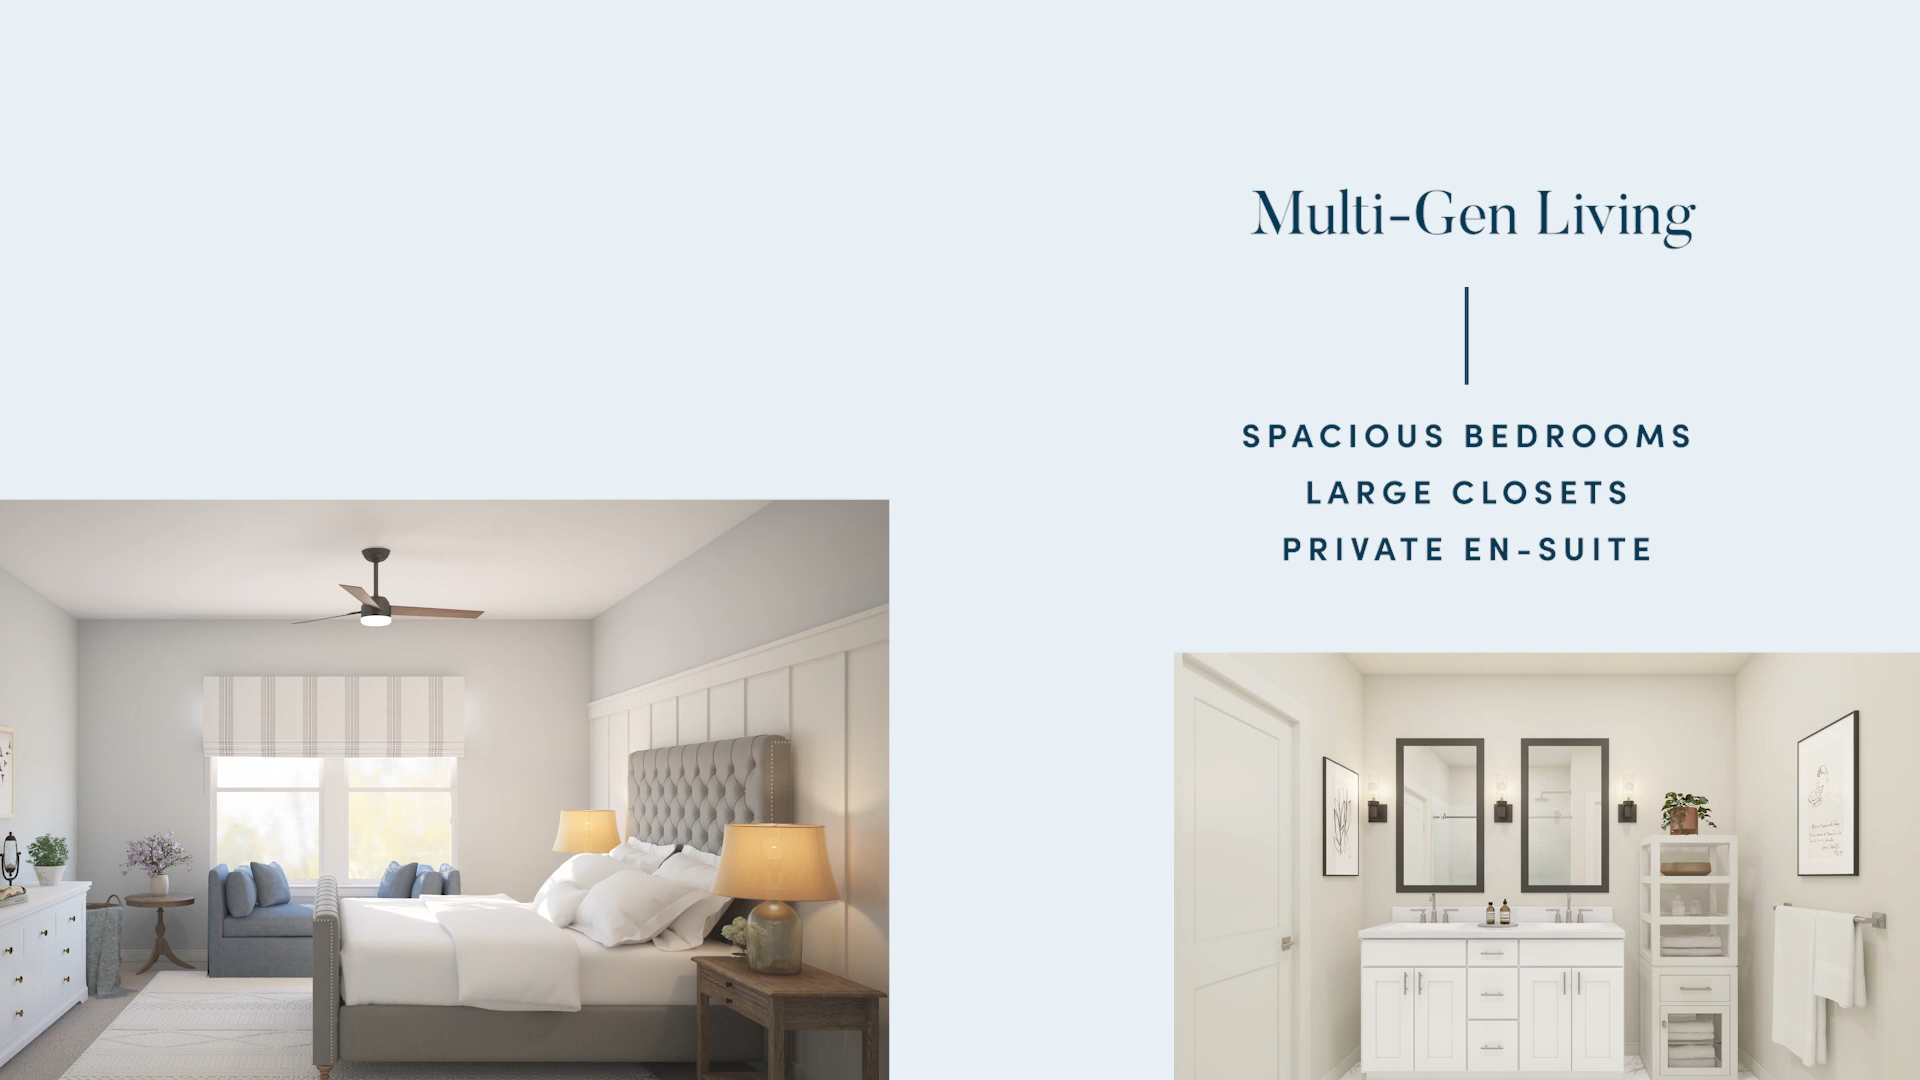 Multi-Gen Living
SPACIOUS BEDROOMS
LARGE CLOSETS
PRIVATE EN-SUITE